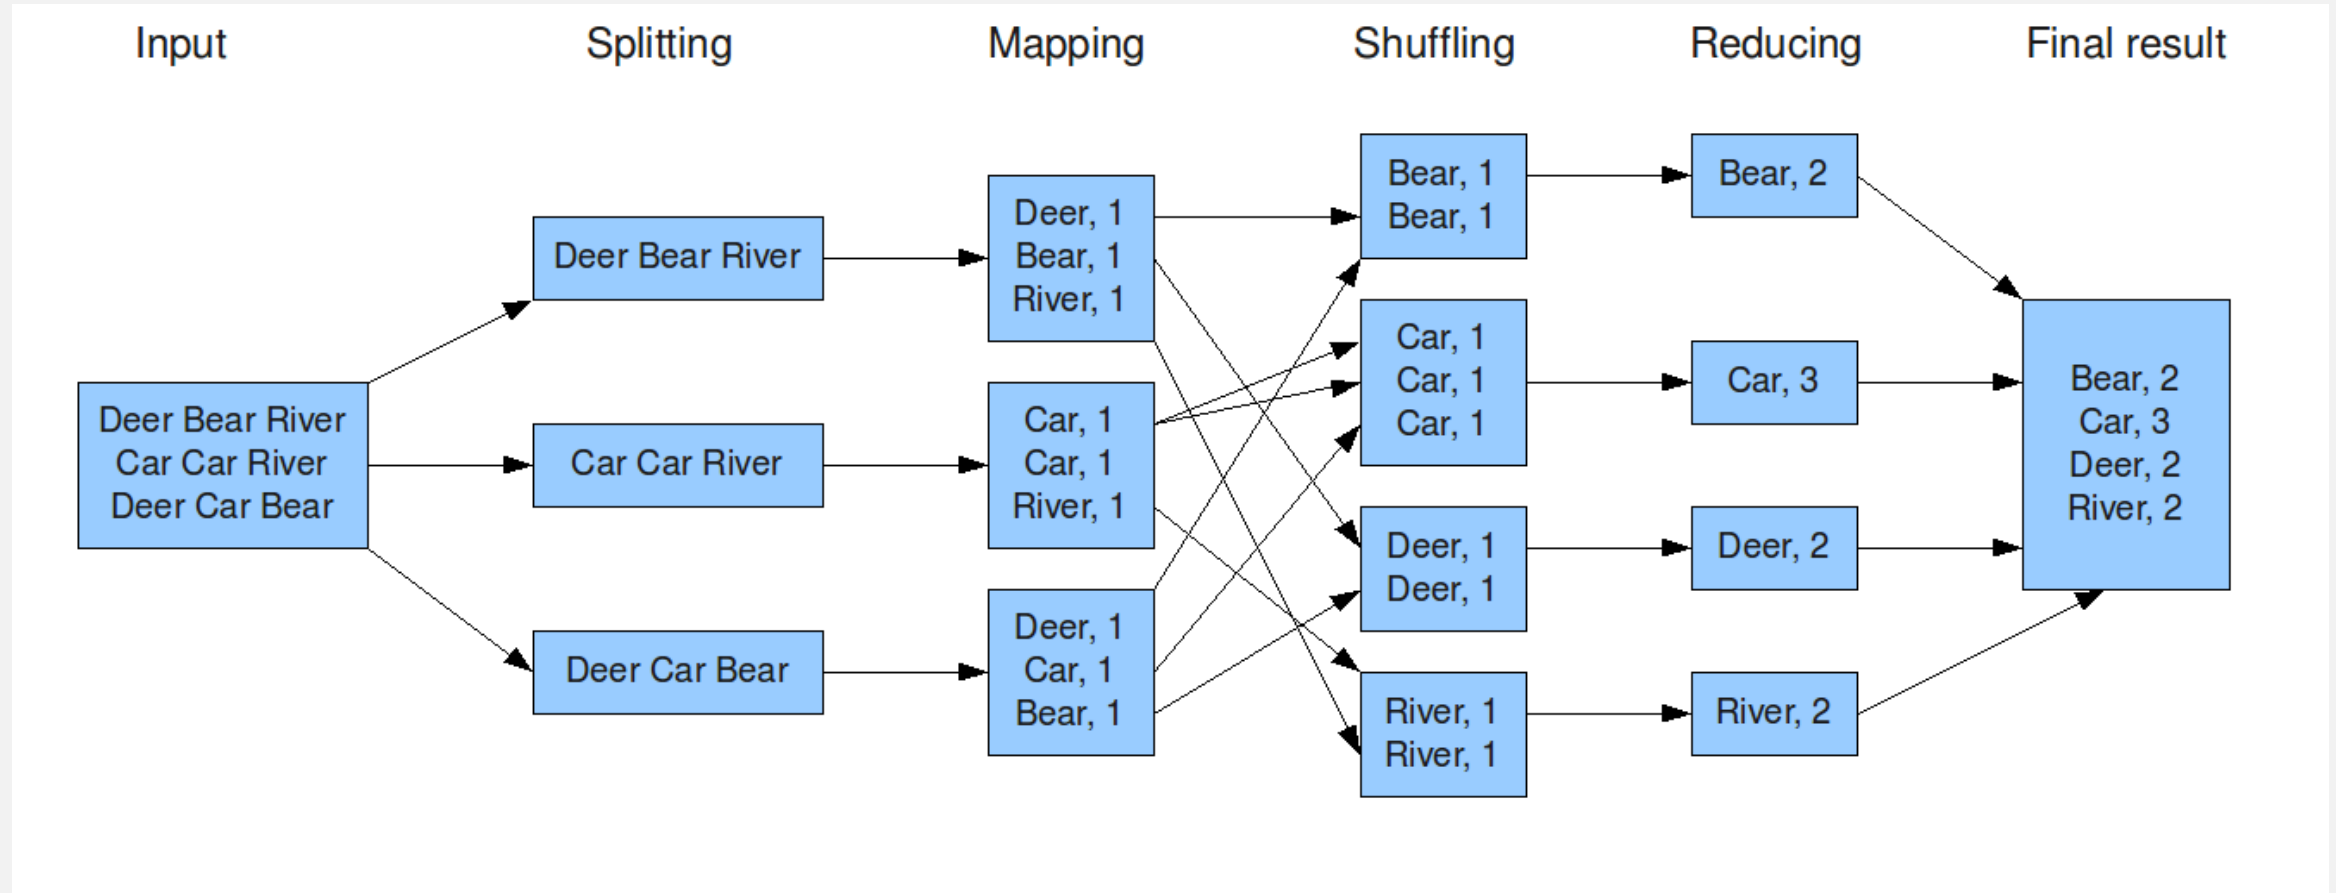 Input
Splitting
Mapping
Shuffling
Reducing
Final result
Deer Bear River
Car Car River
Deer Car Bear
Deer Bear River
Car Car River
Deer Car Bear
Deer, 1
Bear, 1
River, 1
Car, 1
Car, 1
River, 1
Deer, 1
Car, 1
Bear, 1
Bear, 1
Bear, 1
Car, 1
Car, 1
Car, 1
Deer, 1
Deer, 1
River, 1
River, 1
Bear, 2
Car, 3
Deer, 2
River, 2
Bear, 2
Car, 3
Deer, 2
River, 2